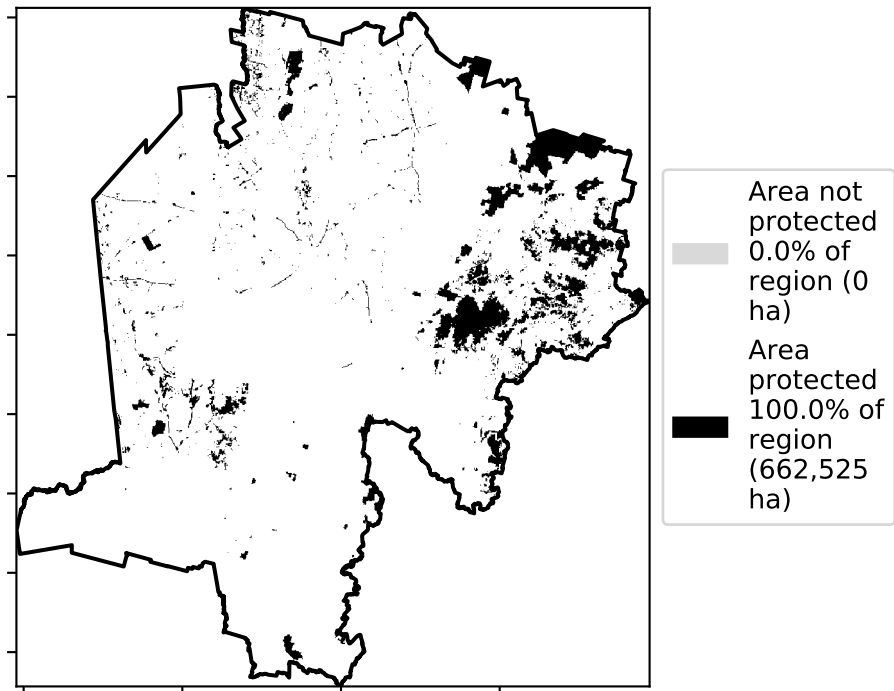 Area not
protected
0.0% of
region (0
ha)
Area
protected
100.0% of
region
(662,525
ha)